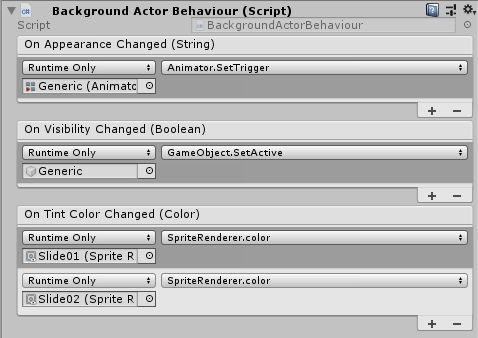 Background Actor Behaviour (Script)
Script BackgroundActorBehaviour
On Appearance Changed (String)
Runtime Only Animator.SetTrigger
Generic (Animato
On Visibility Changed (Boolean)
Runtime Only GameObject.SetActive
Generic
On Tint Color Changed (Color)
Runtime Only SpriteRenderer.color
Slide01 (Sprite R
Runtime Only SpriteRenderer.color
Slide02 (Sprite R